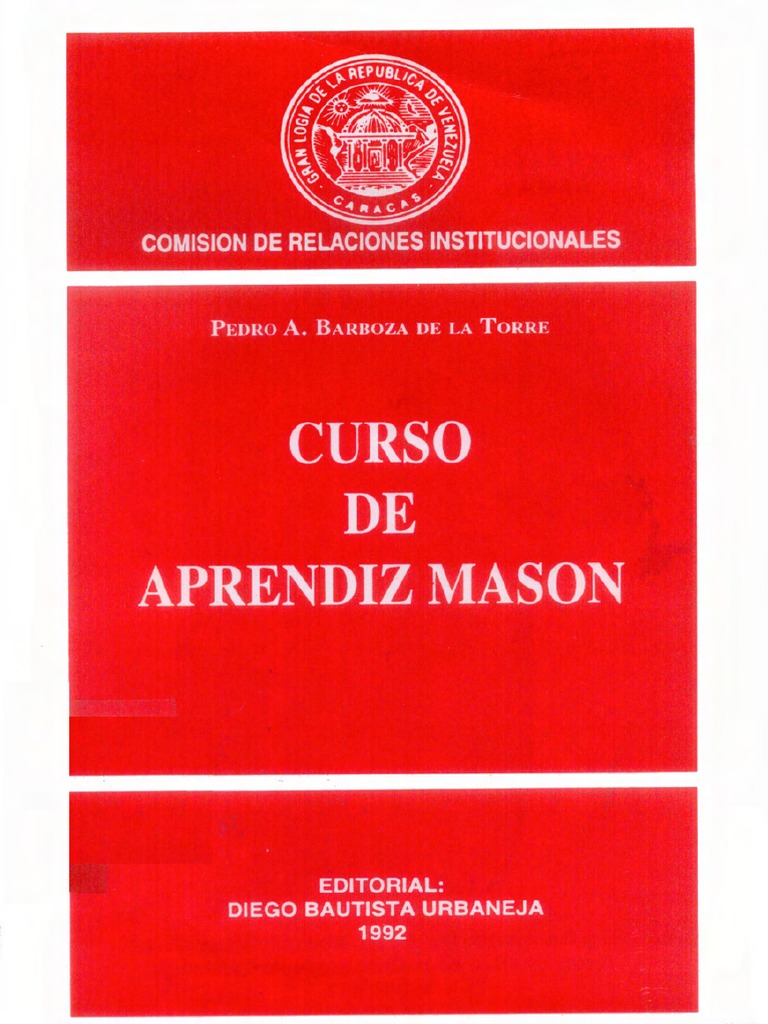 GRAN LOGIA DE LA REPUBLICA DE VENEZUELA
· CARACAS ·
COMISION DE RELACIONES INSTITUCIONALES
PEDRO A. BARBOZA DE LA TORRE
CURSO
DE
APRENDIZ MASON
EDITORIAL:
DIEGO BAUTISTA URBANEJA
1992